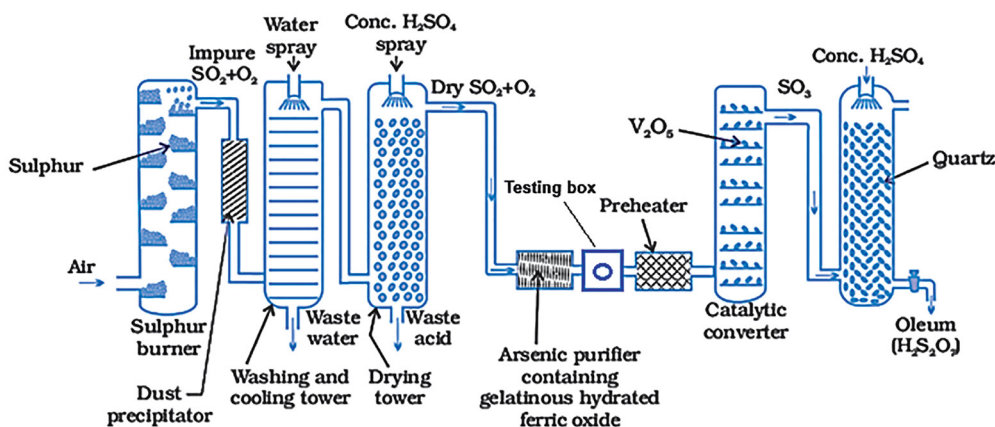 Water
spray
Conc. H₂SO₄
spray
Impure
SO₂+O₂
Dry SO₂+O₂
Conc. H₂SO₄
SO₃
V₂O₅
Sulphur
Quartz
Testing box
Preheater
Air
Sulphur
burner
Waste
water
Waste
acid
Catalytic
converter
Oleum
(H₂S₂O₇)
Dust
precipitator
Washing and
cooling tower
Drying
tower
Arsenic purifier
containing
gelatinous hydrated
ferric oxide